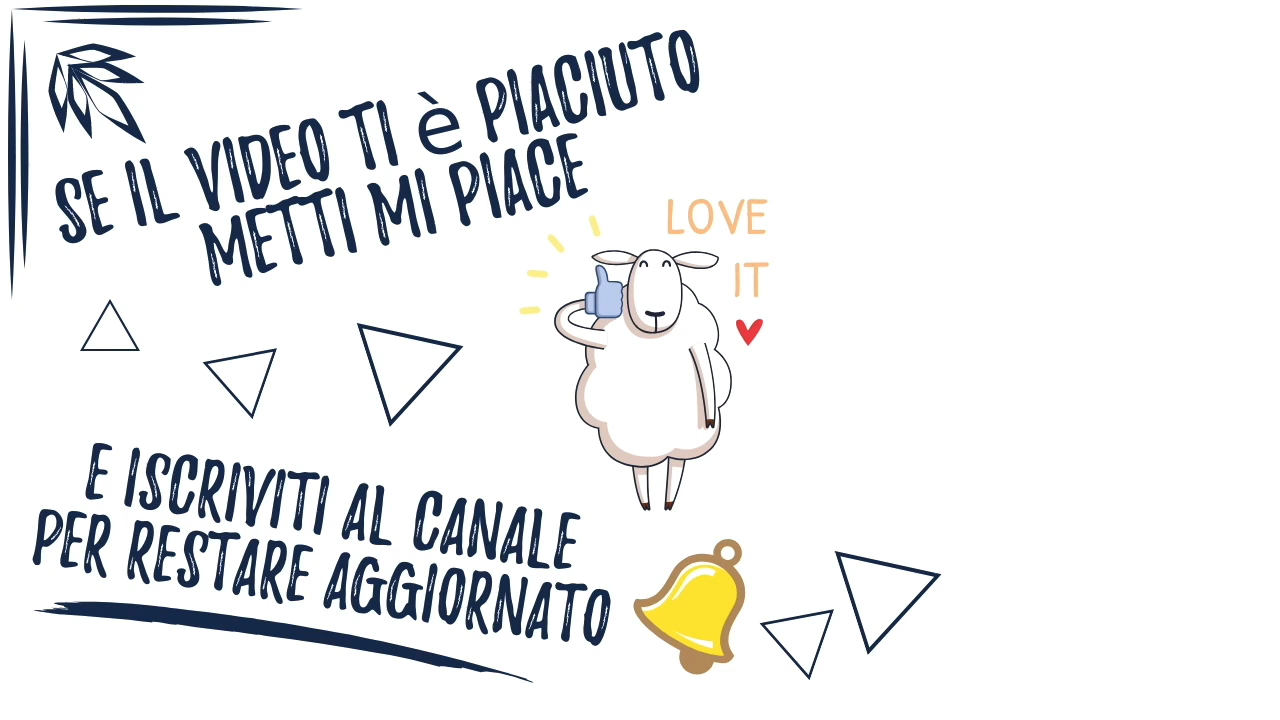 SE IL VIDEO TI è PIACIUTO
METTI MI PIACE
LOVE
IT
E ISCRIVITI AL CANALE
PER RESTARE AGGIORNATO